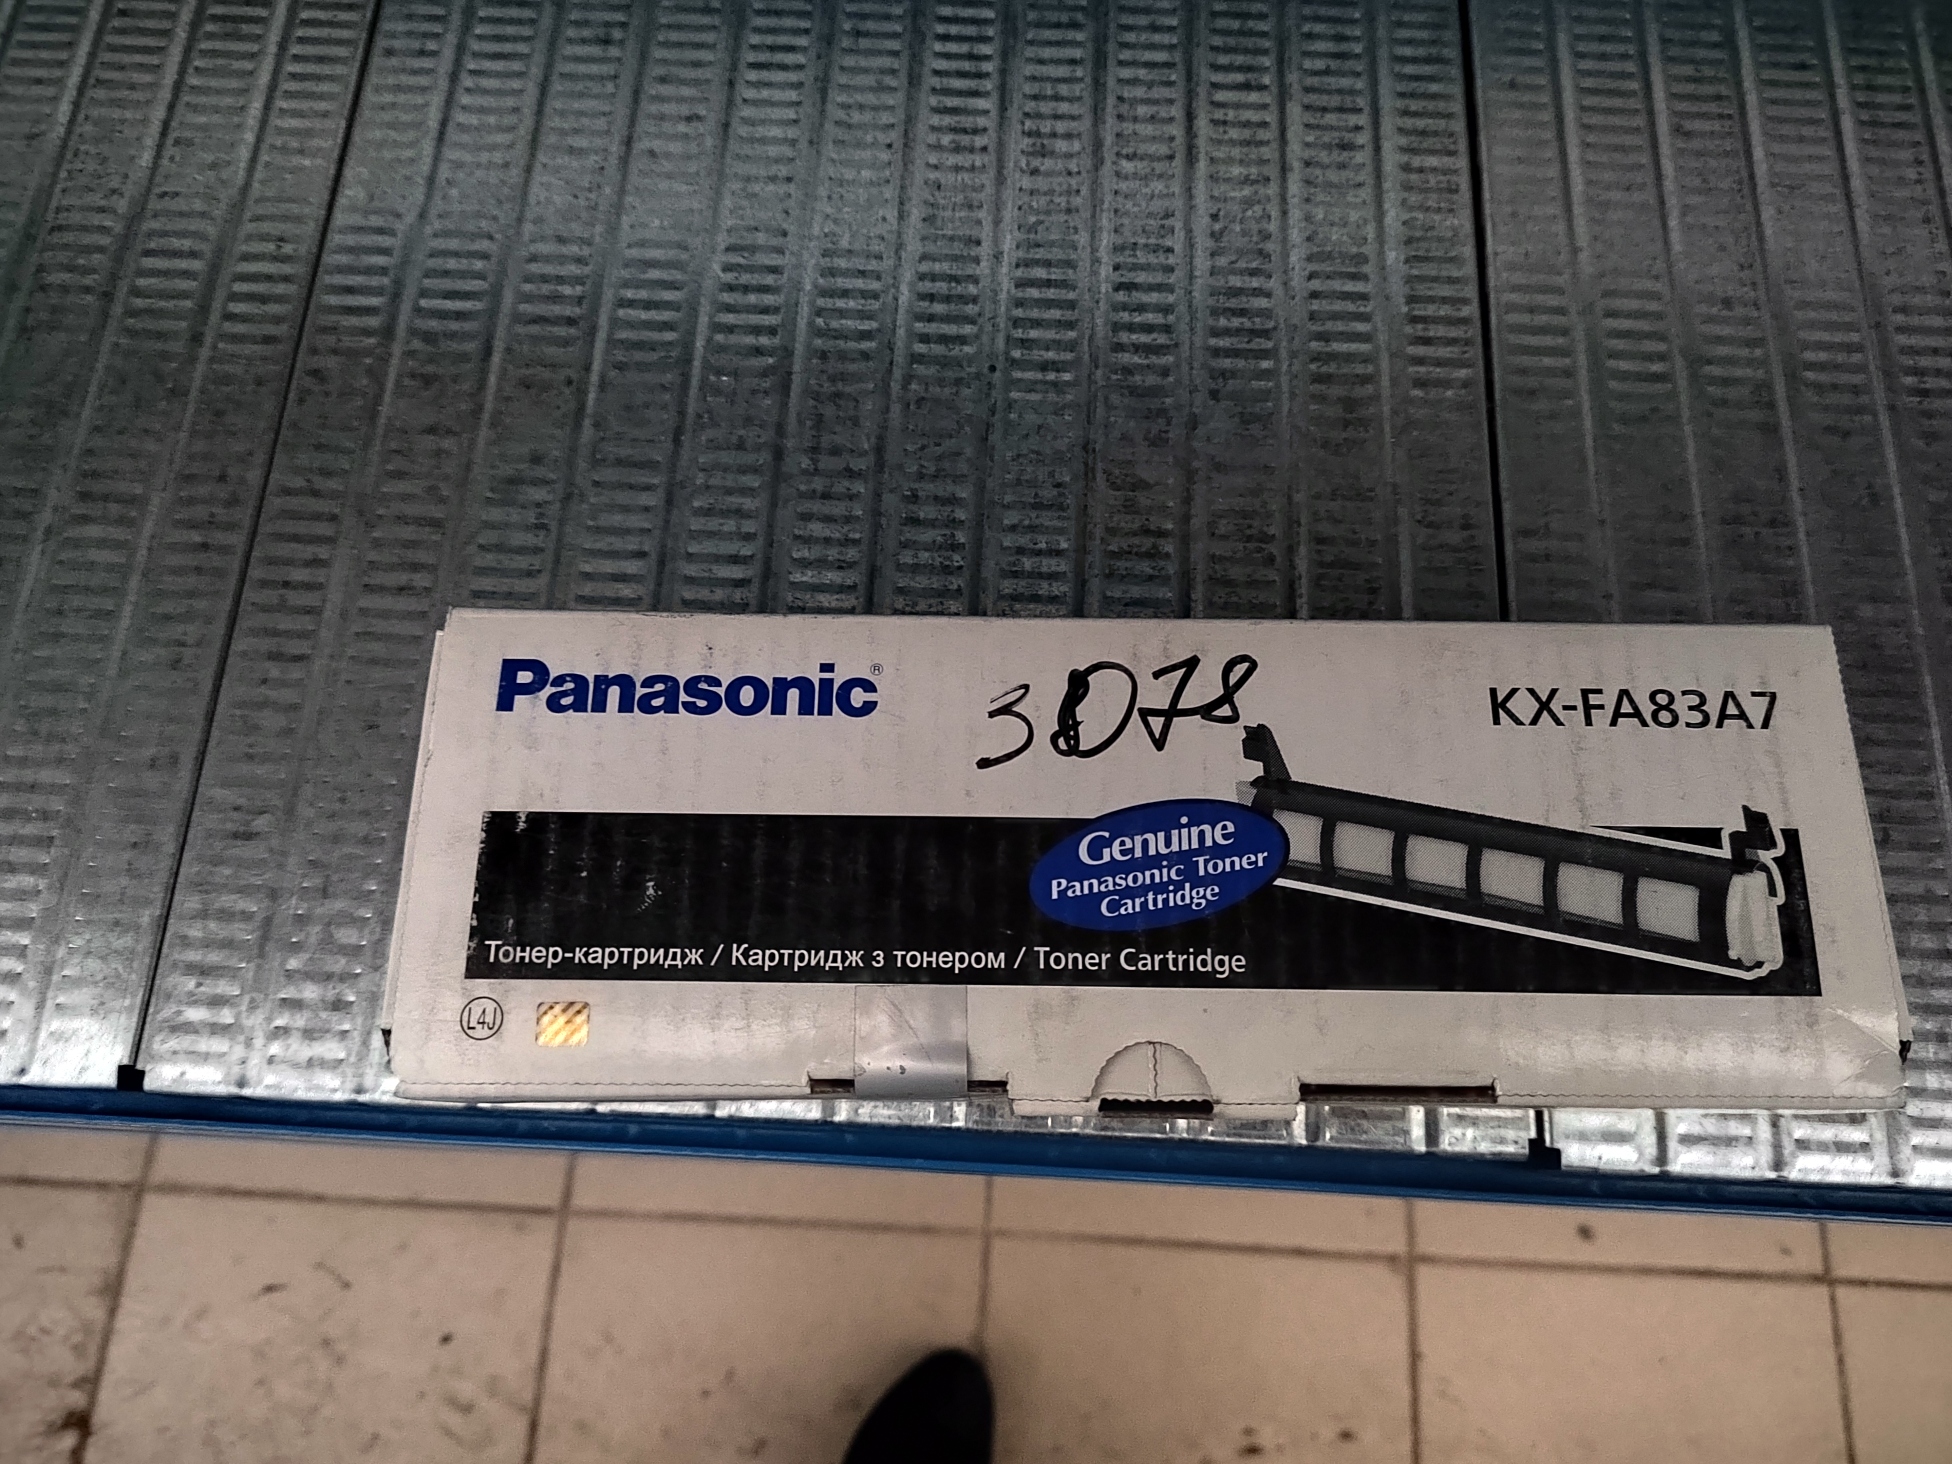 Panasonic®
3078
KX-FA83A7
Genuine
Panasonic Toner
Cartridge
Тонер-картридж / Картридж з тонером / Toner Cartridge
L4J